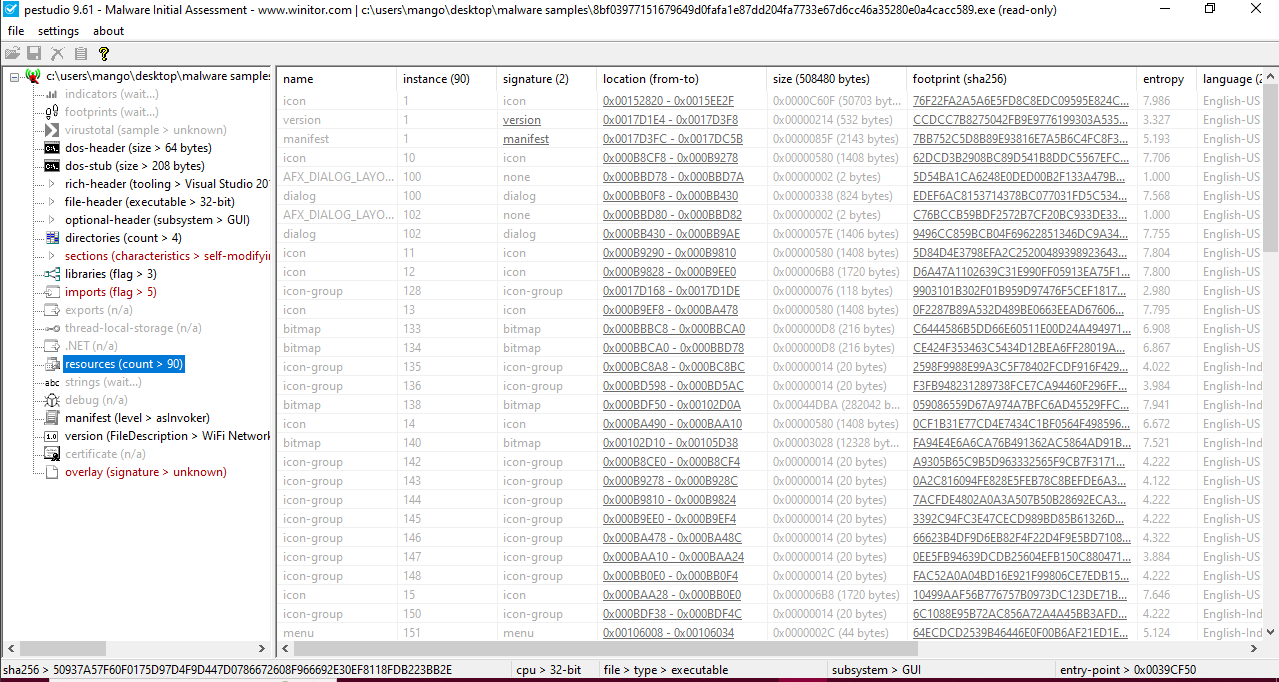 pestudio 9.61 - Malware Initial Assessment - www.winitor.com | c:\users\mango\desktop\malware samples\8bf03977151679649d0fafa1e87dd204fa7733e67d6cc46a35280e0a4cacc589.exe (read-only)
file settings about
c:\users\mango\desktop\malware samples
indicators (wait...)
footprints (wait...)
virustotal (sample > unknown)
dos-header (size > 64 bytes)
dos-stub (size > 208 bytes)
rich-header (tooling > Visual Studio 20
file-header (executable > 32-bit)
optional-header (subsystem > GUI)
directories (count > 4)
sections (characteristics > self-modifyi
libraries (flag > 3)
imports (flag > 5)
exports (n/a)
thread-local-storage (n/a)
.NET (n/a)
resources (count > 90)
abc strings (wait...)
debug (n/a)
manifest (level > asInvoker)
1.0 version (FileDescription > WiFi Network
certificate (n/a)
overlay (signature > unknown)
name instance (90) signature (2) location (from-to) size (508480 bytes) footprint (sha256) entropy language (2
icon 1 icon 0x00152820 - 0x0015EE2F 0x0000C60F (50703 byt... 76F22FA2A5A6E5FD8C8EDC09595E824C... 7.986 English-US
version 1 version 0x0017D1E4 - 0x0017D3F8 0x00000214 (532 bytes) CCDCC7B8275042FB9E9776199303A535... 3.327 English-US
manifest 1 manifest 0x0017D3FC - 0x0017DC5B 0x0000085F (2143 bytes) 7BB752C5D8B89E93816E7A5B6C4FC8F3... 5.193 English-US
icon 10 icon 0x000B8CF8 - 0x000B9278 0x00000580 (1408 bytes) 62DCD3B2908BC89D541B8DDC5567EFC... 7.706 English-US
AFX_DIALOG_LAYO... 100 none 0x000BBD78 - 0x000BBD7A 0x00000002 (2 bytes) 5D54BA1CA6248E0DED00B2F133A479B... 1.000 English-US
dialog 100 dialog 0x000BB0F8 - 0x000BB430 0x00000338 (824 bytes) EDEF6AC8153714378BC077031FD5C534... 7.568 English-US
AFX_DIALOG_LAYO... 102 none 0x000BBD80 - 0x000BBD82 0x00000002 (2 bytes) C76BCCB59BDF2572B7CF20BC933DE33... 1.000 English-US
dialog 102 dialog 0x000BB430 - 0x000BB9AE 0x0000057E (1406 bytes) 9496CC859BCB04F69622851346DC9A34... 7.755 English-US
icon 11 icon 0x000B9290 - 0x000B9810 0x00000580 (1408 bytes) 5D84D4E3798EFA2C25200489398923643... 7.804 English-US
icon 12 icon 0x000B9828 - 0x000B9EE0 0x000006B8 (1720 bytes) D6A47A1102639C31E990FF05913EA75F1... 7.800 English-US
icon-group 128 icon-group 0x0017D168 - 0x0017D1DE 0x00000076 (118 bytes) 9903101B302F01B959D97476F5CEF1817... 2.980 English-US
icon 13 icon 0x000B9EF8 - 0x000BA478 0x00000580 (1408 bytes) 0F2287B89A532D489BE0663EEAD67606... 7.795 English-US
bitmap 133 bitmap 0x000BBBC8 - 0x000BBCA0 0x000000D8 (216 bytes) C6444586B5DD66E60511E00D24A494971... 6.908 English-US
bitmap 134 bitmap 0x000BBCA0 - 0x000BBD78 0x000000D8 (216 bytes) CE424F353463C5434D12BEA6FF28019A... 6.867 English-US
icon-group 135 icon-group 0x000BC8A8 - 0x000BC8BC 0x00000014 (20 bytes) 2598F9988E99A3C5F78402FCDF916F429... 4.022 English-Ind
icon-group 136 icon-group 0x000BD598 - 0x000BD5AC 0x00000014 (20 bytes) F3FB948231289738FCE7CA94460F296FF... 3.984 English-Ind
bitmap 138 bitmap 0x000BDF50 - 0x00102D0A 0x00044DBA (282042 b... 059086559D67A974A7BFC6AD45529FFC... 7.941 English-Ind
icon 14 icon 0x000BA490 - 0x000BAA10 0x00000580 (1408 bytes) 0CF1B31E77CD4E7434C1BF0564F498596... 6.672 English-US
bitmap 140 bitmap 0x00102D10 - 0x00105D38 0x00003028 (12328 byt... FA94E4E6A6CA76B491362AC5864AD91B... 7.521 English-Ind
icon-group 142 icon-group 0x000B8CE0 - 0x000B8CF4 0x00000014 (20 bytes) A9305B65C9B5D963332565F9CB7F3171... 4.222 English-US
icon-group 143 icon-group 0x000B9278 - 0x000B928C 0x00000014 (20 bytes) 0A2C816094FE828E5FEB78C8BEFDE6A3... 4.122 English-US
icon-group 144 icon-group 0x000B9810 - 0x000B9824 0x00000014 (20 bytes) 7ACFDE4802A0A3A507B50B28692ECA3... 4.222 English-US
icon-group 145 icon-group 0x000B9EE0 - 0x000B9EF4 0x00000014 (20 bytes) 3392C94FC3E47CECD989BD85B61326D... 4.222 English-US
icon-group 146 icon-group 0x000BA478 - 0x000BA48C 0x00000014 (20 bytes) 66623B4DF9D6EB82F4F22D4F9E5BD7108... 4.322 English-US
icon-group 147 icon-group 0x000BAA10 - 0x000BAA24 0x00000014 (20 bytes) 0EE5FB94639DCDB25604EFB150C880471... 3.884 English-US
icon-group 148 icon-group 0x000BB0E0 - 0x000BB0F4 0x00000014 (20 bytes) FAC52A0A04BD16E921F99806CE7EDB15... 4.222 English-US
icon 15 icon 0x000BAA28 - 0x000BB0E0 0x000006B8 (1720 bytes) 10499AAF56B776757B0973DC123DE71B... 7.646 English-US
icon-group 150 icon-group 0x000BDF38 - 0x000BDF4C 0x00000014 (20 bytes) 6C1088E95B72AC856A72A4A45BB3AFD... 4.222 English-Ind
menu 151 menu 0x00106008 - 0x00106034 0x0000002C (44 bytes) 64ECDCD2539B46446E0F00B6AF21ED1E... 5.124 English-Ind
sha256 > 50937A57F60F0175D97D4F9D447D0786672608F966692E30EF8118FDB223BB2E cpu > 32-bit file > type > executable subsystem > GUI entry-point > 0x0039CF50